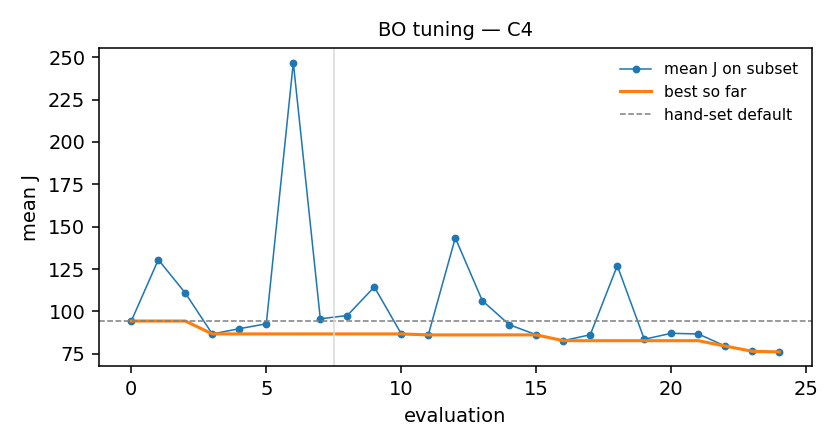 BO tuning — C4
mean J on subset
best so far
hand-set default
mean J
250
225
200
175
150
125
100
75
0 5 10 15 20 25
evaluation